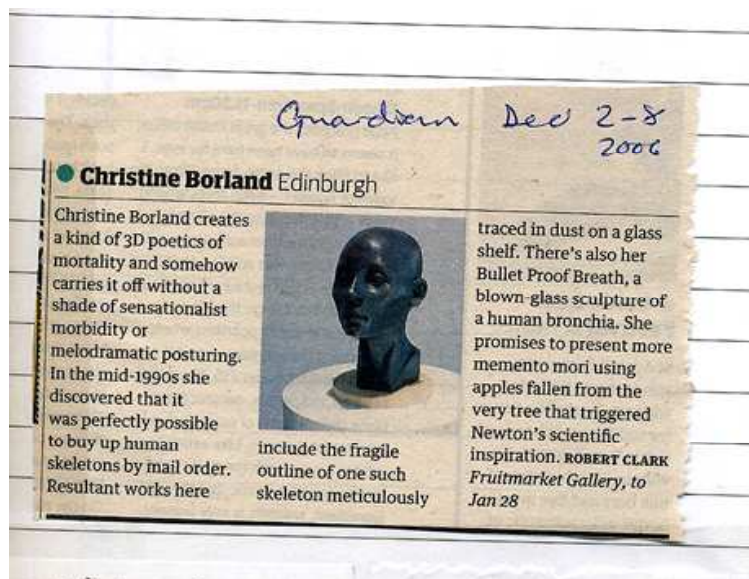 Guardian Dec 2-8
2006
Christine Borland Edinburgh
Christine Borland creates
a kind of 3D poetics of
mortality and somehow
carries it off without a
shade of sensationalist
morbidity or
melodramatic posturing.
In the mid-1990s she
discovered that it
was perfectly possible
to buy up human
skeletons by mail order.
Resultant works here
include the fragile
outline of one such
skeleton meticulously
traced in dust on a glass
shelf. There's also her
Bullet Proof Breath, a
blown-glass sculpture of
a human bronchia. She
promises to present more
memento mori using
apples fallen from the
very tree that triggered
Newton's scientific
inspiration. ROBERT CLARK
Fruitmarket Gallery, to
Jan 28